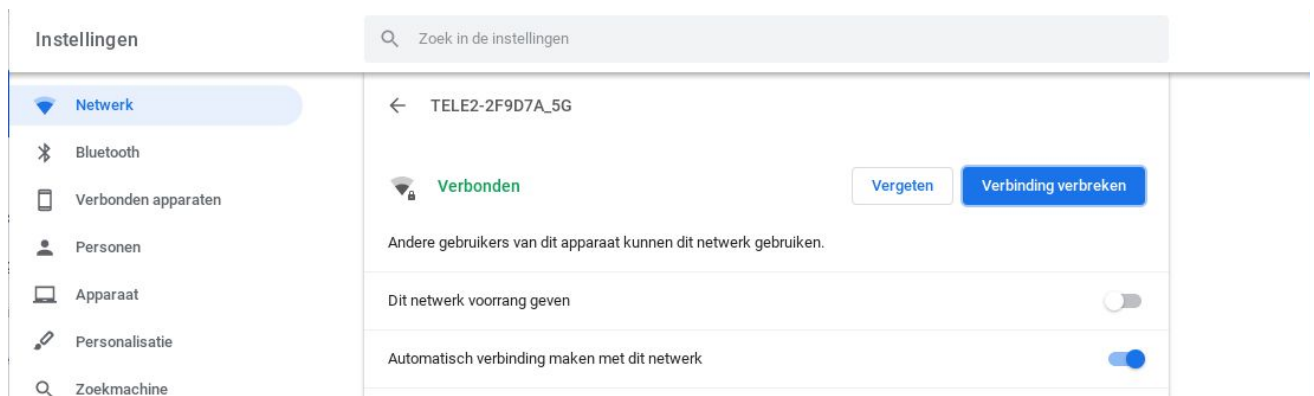 Instellingen
Zoek in de instellingen
Netwerk
Bluetooth
Verbonden apparaten
Personen
Apparaat
Personalisatie
Zoekmachine
TELE2-2F9D7A_5G
Verbonden
Vergeten
Verbinding verbreken
Andere gebruikers van dit apparaat kunnen dit netwerk gebruiken.
Dit netwerk voorrang geven
Automatisch verbinding maken met dit netwerk